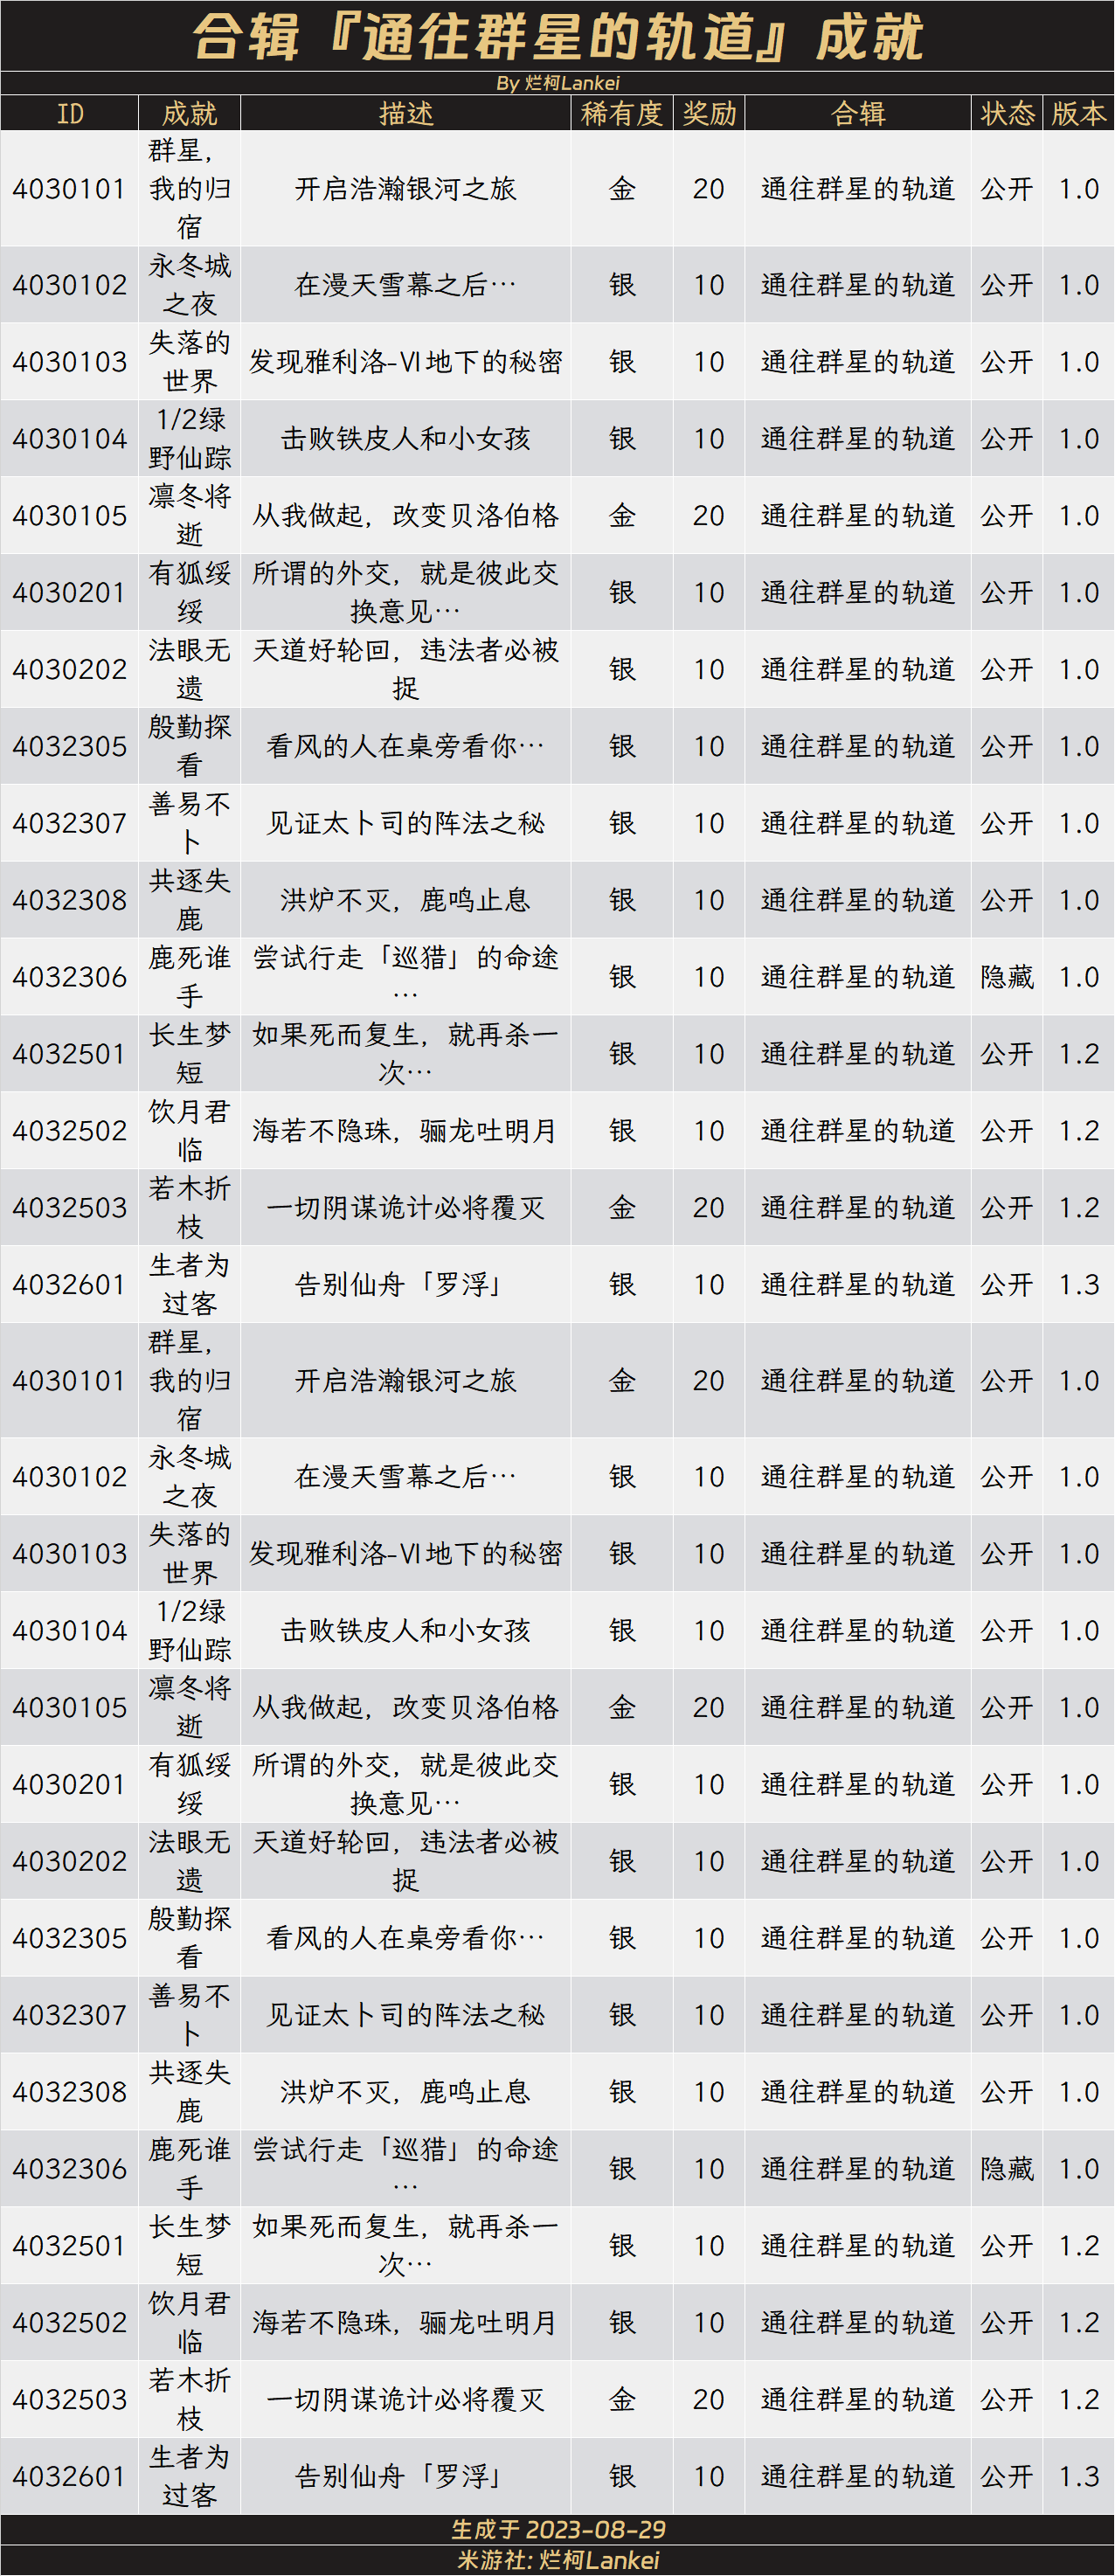 合辑『通往群星的轨道』成就
By 烂柯Lankei
ID 成就 描述 稀有度 奖励 合辑 状态 版本
4030101 群星，我的归宿 开启浩瀚银河之旅 金 20 通往群星的轨道 公开 1.0
4030102 永冬城之夜 在漫天雪幕之后… 银 10 通往群星的轨道 公开 1.0
4030103 失落的世界 发现雅利洛-Ⅵ地下的秘密 银 10 通往群星的轨道 公开 1.0
4030104 1/2绿野仙踪 击败铁皮人和小女孩 银 10 通往群星的轨道 公开 1.0
4030105 凛冬将逝 从我做起，改变贝洛伯格 金 20 通往群星的轨道 公开 1.0
4030201 有狐绥绥 所谓的外交，就是彼此交换意见… 银 10 通往群星的轨道 公开 1.0
4030202 法眼无遗 天道好轮回，违法者必被捉 银 10 通往群星的轨道 公开 1.0
4032305 殷勤探看 看风的人在桌旁看你… 银 10 通往群星的轨道 公开 1.0
4032307 善易不卜 见证太卜司的阵法之秘 银 10 通往群星的轨道 公开 1.0
4032308 共逐失鹿 洪炉不灭，鹿鸣止息 银 10 通往群星的轨道 公开 1.0
4032306 鹿死谁手 尝试行走「巡猎」的命途… 银 10 通往群星的轨道 隐藏 1.0
4032501 长生梦短 如果死而复生，就再杀一次… 银 10 通往群星的轨道 公开 1.2
4032502 饮月君临 海若不隐珠，骊龙吐明月 银 10 通往群星的轨道 公开 1.2
4032503 若木折枝 一切阴谋诡计必将覆灭 金 20 通往群星的轨道 公开 1.2
4032601 生者为过客 告别仙舟「罗浮」 银 10 通往群星的轨道 公开 1.3
4030101 群星，我的归宿 开启浩瀚银河之旅 金 20 通往群星的轨道 公开 1.0
4030102 永冬城之夜 在漫天雪幕之后… 银 10 通往群星的轨道 公开 1.0
4030103 失落的世界 发现雅利洛-Ⅵ地下的秘密 银 10 通往群星的轨道 公开 1.0
4030104 1/2绿野仙踪 击败铁皮人和小女孩 银 10 通往群星的轨道 公开 1.0
4030105 凛冬将逝 从我做起，改变贝洛伯格 金 20 通往群星的轨道 公开 1.0
4030201 有狐绥绥 所谓的外交，就是彼此交换意见… 银 10 通往群星的轨道 公开 1.0
4030202 法眼无遗 天道好轮回，违法者必被捉 银 10 通往群星的轨道 公开 1.0
4032305 殷勤探看 看风的人在桌旁看你… 银 10 通往群星的轨道 公开 1.0
4032307 善易不卜 见证太卜司的阵法之秘 银 10 通往群星的轨道 公开 1.0
4032308 共逐失鹿 洪炉不灭，鹿鸣止息 银 10 通往群星的轨道 公开 1.0
4032306 鹿死谁手 尝试行走「巡猎」的命途… 银 10 通往群星的轨道 隐藏 1.0
4032501 长生梦短 如果死而复生，就再杀一次… 银 10 通往群星的轨道 公开 1.2
4032502 饮月君临 海若不隐珠，骊龙吐明月 银 10 通往群星的轨道 公开 1.2
4032503 若木折枝 一切阴谋诡计必将覆灭 金 20 通往群星的轨道 公开 1.2
4032601 生者为过客 告别仙舟「罗浮」 银 10 通往群星的轨道 公开 1.3
生成于 2023-08-29
米游社: 烂柯Lankei